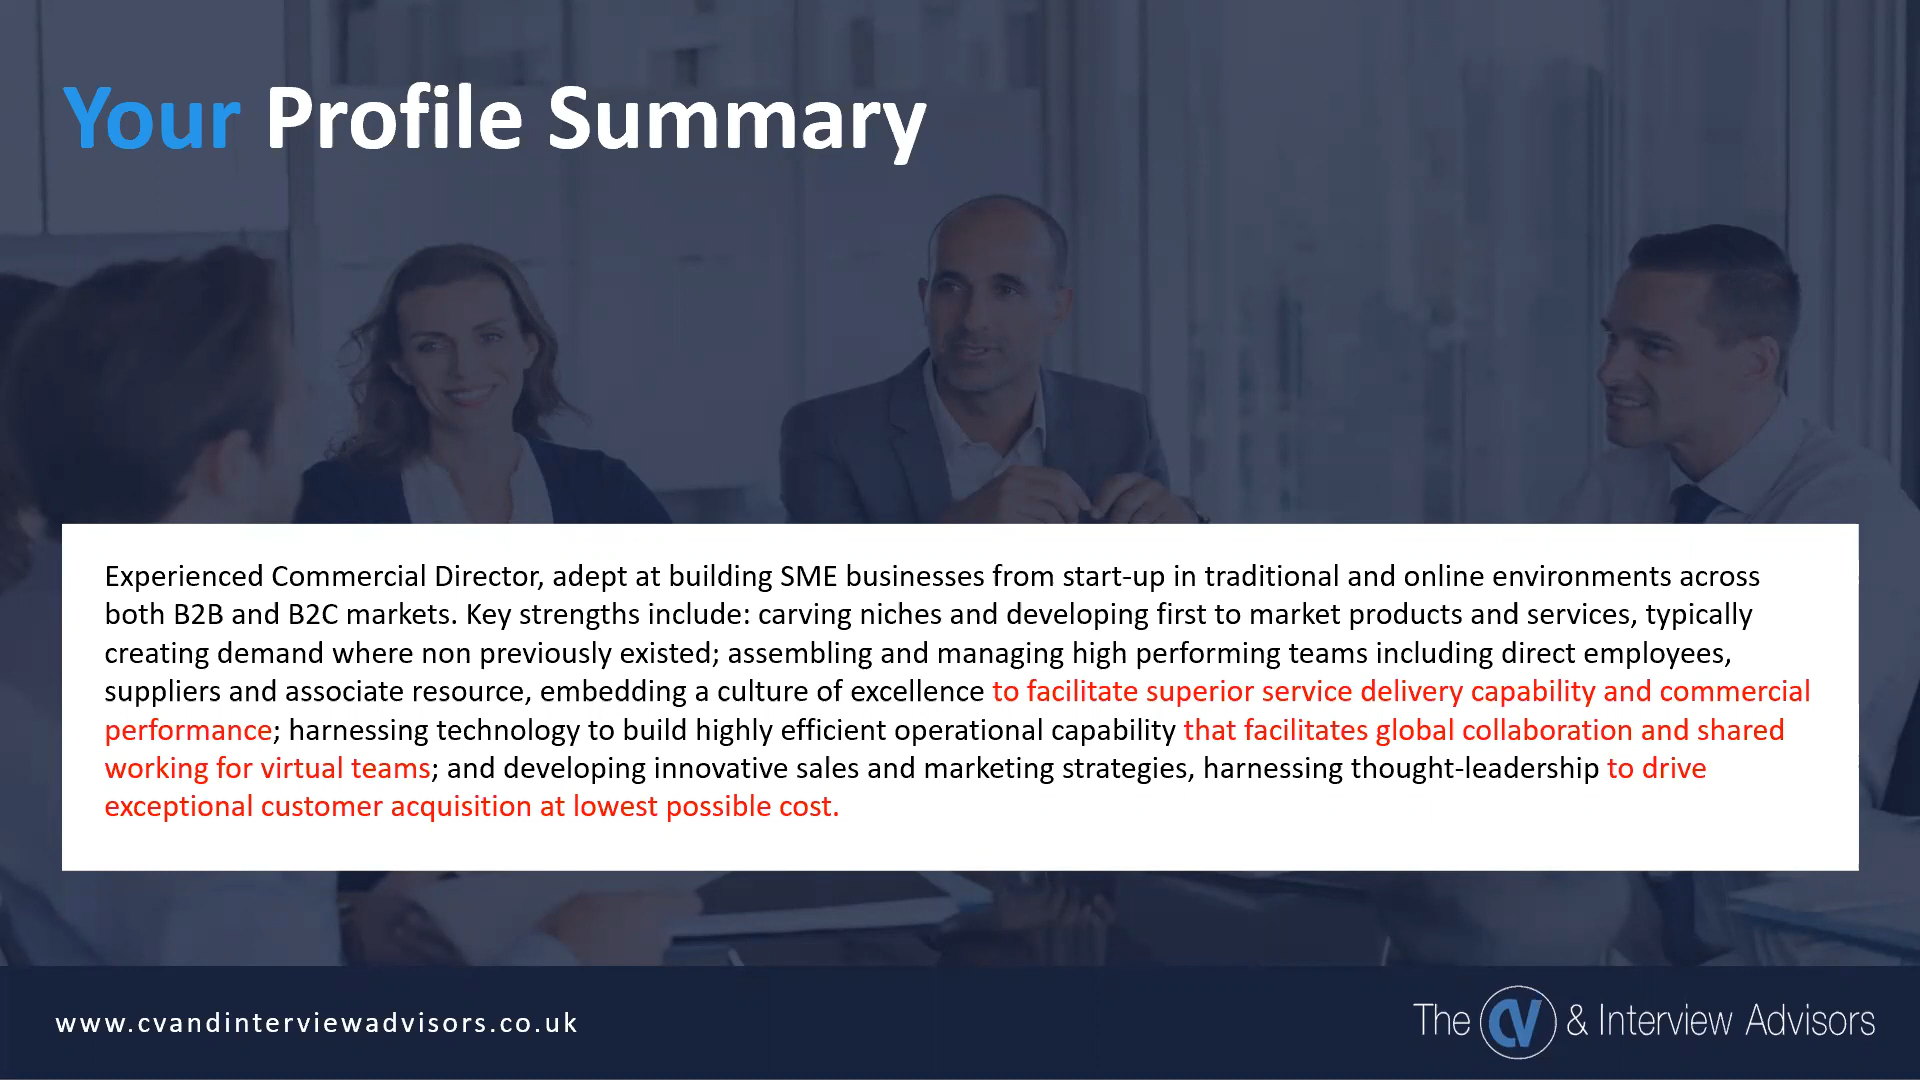 Your Profile Summary
Experienced Commercial Director, adept at building SME businesses from start-up in traditional and online environments across
both B2B and B2C markets. Key strengths include: carving niches and developing first to market products and services, typically
creating demand where non previously existed; assembling and managing high performing teams including direct employees,
suppliers and associate resource, embedding a culture of excellence to facilitate superior service delivery capability and commercial
performance; harnessing technology to build highly efficient operational capability that facilitates global collaboration and shared
working for virtual teams; and developing innovative sales and marketing strategies, harnessing thought-leadership to drive
exceptional customer acquisition at lowest possible cost.
www.cvandinterviewadvisors.co.uk
The CV & Interview Advisors